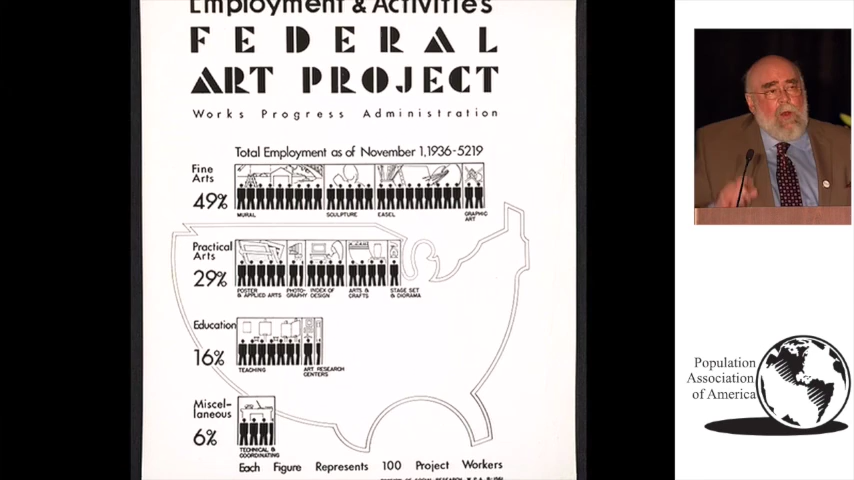 Employment & Activities
FEDERAL
ART PROJECT
Works Progress Administration
Total Employment as of November 1, 1936-5219
Fine
Arts
49%
MURAL
SCULPTURE
EASEL
GRAPHIC
ART
Practical
Arts
29%
POSTER
& APPLIED ARTS
PHOTO-
GRAPHY
INDEX OF
DESIGN
ARTS &
CRAFTS
STAGE SET
& DIORAMA
Education
16%
TEACHING
ART RESEARCH
CENTERS
Miscel-
laneous
6%
TECHNICAL &
COORDINATING
Each Figure Represents 100 Project Workers
Population
Association
of America